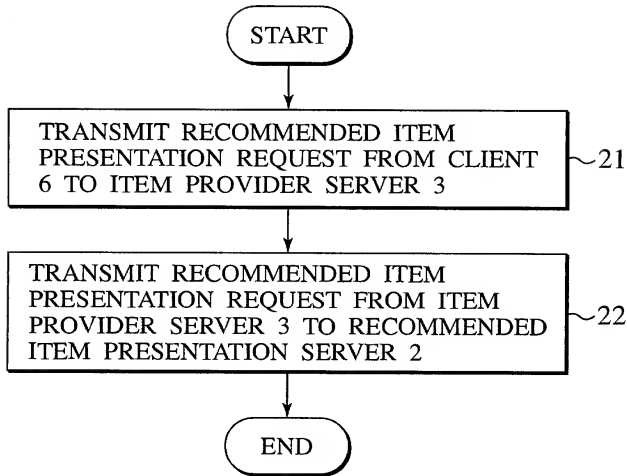 START
TRANSMIT RECOMMENDED ITEM
PRESENTATION REQUEST FROM CLIENT
6 TO ITEM PROVIDER SERVER 3
21
TRANSMIT RECOMMENDED ITEM
PRESENTATION REQUEST FROM ITEM
PROVIDER SERVER 3 TO RECOMMENDED
ITEM PRESENTATION SERVER 2
22
END